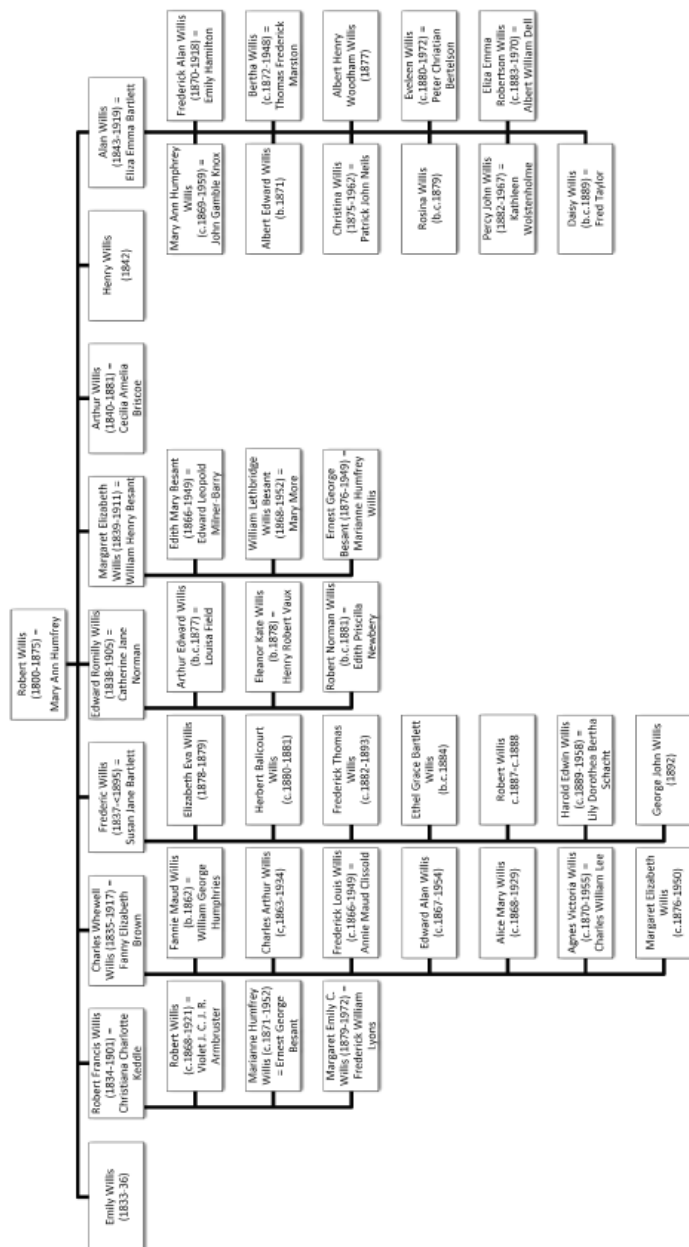 Robert Willis
(1800-1875) =
Mary Ann Humfrey
Emily Willis
(1833-36)
Robert Francis Willis
(1834-1901) =
Christiana Charlotte
Keddle
Robert Willis
(c.1868-1921) =
Violet J. C. J. R.
Armbruster
Marianne Humfrey
Willis (c.1871-1952)
= Ernest George
Besant
Margaret Emily C.
Willis (1879-1972) =
Frederick William
Lyons
Charles Whewell
Willis (1835-1917) =
Fanny Elizabeth
Brown
Fannie Maud Willis
(b.1862) =
William George
Humphries
Charles Arthur Willis
(c,1863-1934)
Frederick Louis Willis
(c.1866-1949) =
Annie Maud Clissold
Edward Alan Willis
(c.1867-1954)
Alice Mary Willis
(c.1868-1929)
Agnes Victoria Willis
(c.1870-1955) =
Charles William Lee
Margaret Elizabeth
Willis
(c.1876-1950)
Frederic Willis
(1837-<1895) =
Susan Jane Bartlett
Elizabeth Eva Willis
(1878-1879)
Herbert Balicourt
Willis
(c.1880-1881)
Frederick Thomas
Willis
(c.1882-1893)
Ethel Grace Bartlett
Willis
(b.c.1884)
Robert Willis
c.1887-c.1888
Harold Edwin Willis
(c.1889-1958) =
Lily Dorothea Bertha
Schacht
George John Willis
(1892)
Edward Romilly Willis
(1838-1905) =
Catherine Jane
Norman
Arthur Edward Willis
(b.c.1877) =
Louisa Field
Eleanor Kate Willis
(b.1878) =
Henry Robert Vaux
Robert Norman Willis
(b.c.1881) =
Edith Priscilla
Newbery
Margaret Elizabeth
Willis (1839-1911) =
William Henry Besant
Edith Mary Besant
(1866-1949) =
Edward Leopold
Milner-Barry
William Lethbridge
Willis Besant
(1868-1952) =
Mary More
Ernest George
Besant (1876-1949) =
Marianne Humfrey
Willis
Arthur Willis
(1840-1881) =
Cecilia Amelia
Briscoe
Henry Willis
(1842)
Alan Willis
(1843-1919) =
Eliza Emma Bartlett
Mary Ann Humphrey
Willis
(c.1869-1959) =
John Gamble Knox
Frederick Alan Willis
(1870-1918) =
Emily Hamilton
Albert Edward Willis
(b.1871)
Bertha Willis
(c.1872-1948) =
Thomas Frederick
Marston
Christina Willis
(1875-1962) =
Patrick John Neils
Albert Henry
Woodham Willis
(1877)
Rosina Willis
(b.c.1879)
Eveleen Willis
(c.1880-1972) =
Peter Christian
Bertelson
Percy John Willis
(1882-1967) =
Kathleen
Wolstenholme
Eliza Emma
Robertson Willis
(c.1883-1970) =
Albert William Dell
Daisy Willis
(b.c.1889) =
Fred Taylor